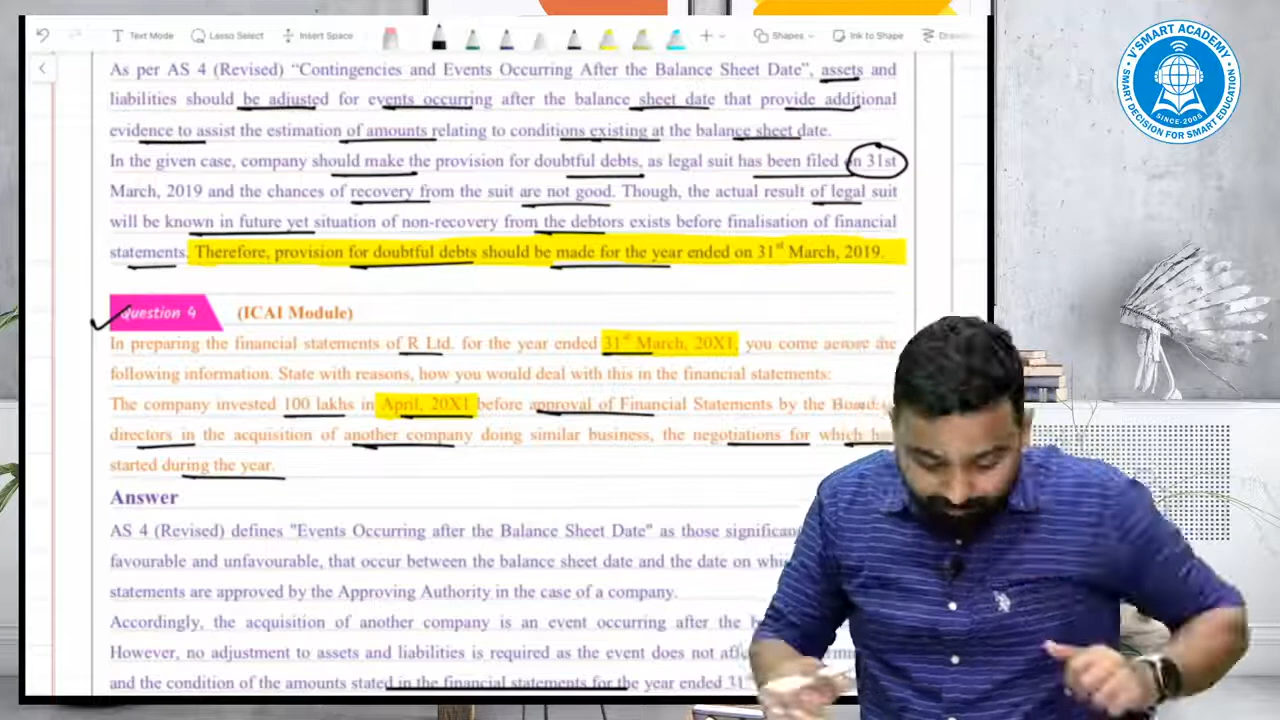 Text Mode
Lasso Select
Insert Space
Shapes
Ink to Shape
As per AS 4 (Revised) “Contingencies and Events Occurring After the Balance Sheet Date”, assets and
liabilities should be adjusted for events occurring after the balance sheet date that provide additional
evidence to assist the estimation of amounts relating to conditions existing at the balance sheet date.
In the given case, company should make the provision for doubtful debts, as legal suit has been filed on 31st
March, 2019 and the chances of recovery from the suit are not good. Though, the actual result of legal suit
will be known in future yet situation of non-recovery from the debtors exists before finalisation of financial
statements. Therefore, provision for doubtful debts should be made for the year ended on 31st March, 2019.
Question 4 (ICAI Module)
In preparing the financial statements of R Ltd. for the year ended 31st March, 20X1, you come across the
following information. State with reasons, how you would deal with this in the financial statements:
The company invested 100 lakhs in April, 20X1 before approval of Financial Statements by the Board
directors in the acquisition of another company doing similar business, the negotiations for which
started during the year.
Answer
AS 4 (Revised) defines "Events Occurring after the Balance Sheet Date" as those
favourable and unfavourable, that occur between the balance sheet date and the date on
statements are approved by the Approving Authority in the case of a company.
Accordingly, the acquisition of another company is an event occurring after the
However, no adjustment to assets and liabilities is required as the event does not
and the condition of the amounts stated in the financial statements for the year ended
V'SMART ACADEMY
SINCE-2005
SMART DECISION FOR SMART EDUCATION